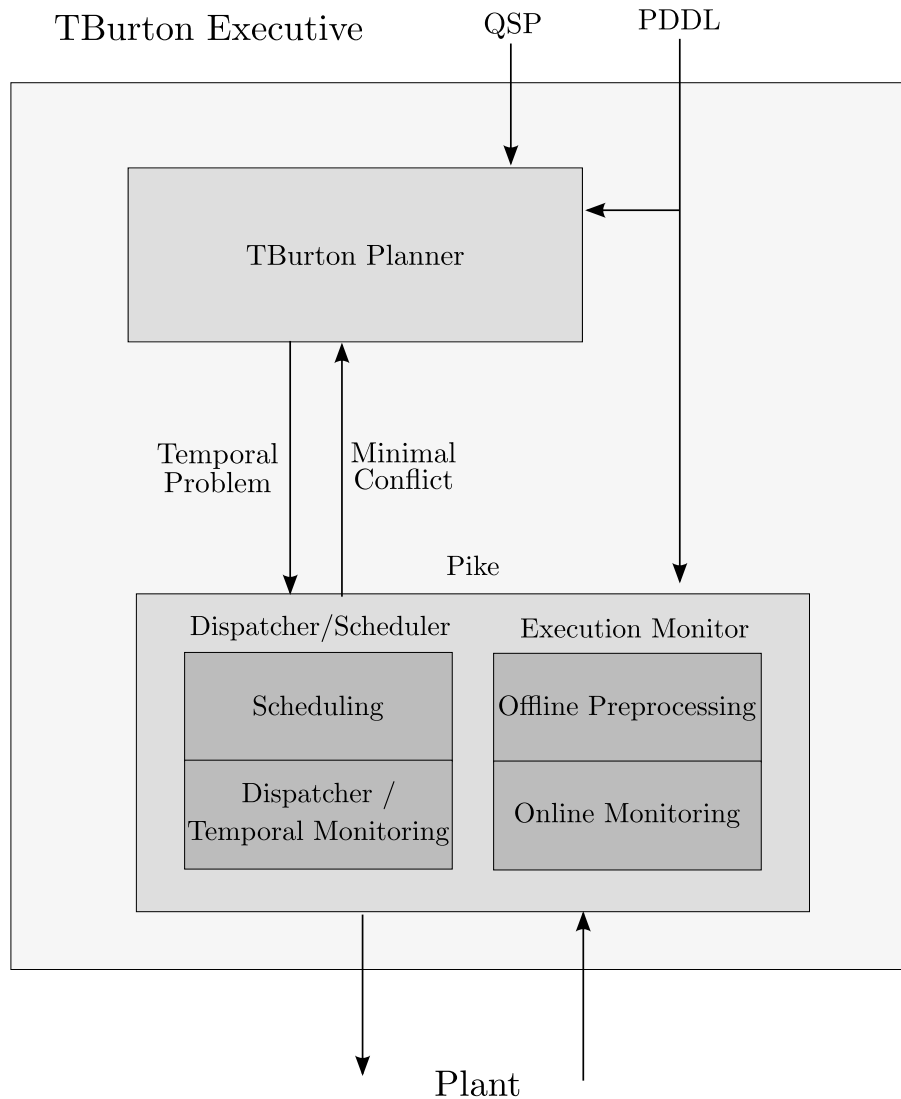 TBurton Executive
QSP
PDDL
TBurton Planner
Temporal
Problem
Minimal
Conflict
Pike
Dispatcher/Scheduler
Execution Monitor
Scheduling
Offline Preprocessing
Dispatcher /
Temporal Monitoring
Online Monitoring
Plant